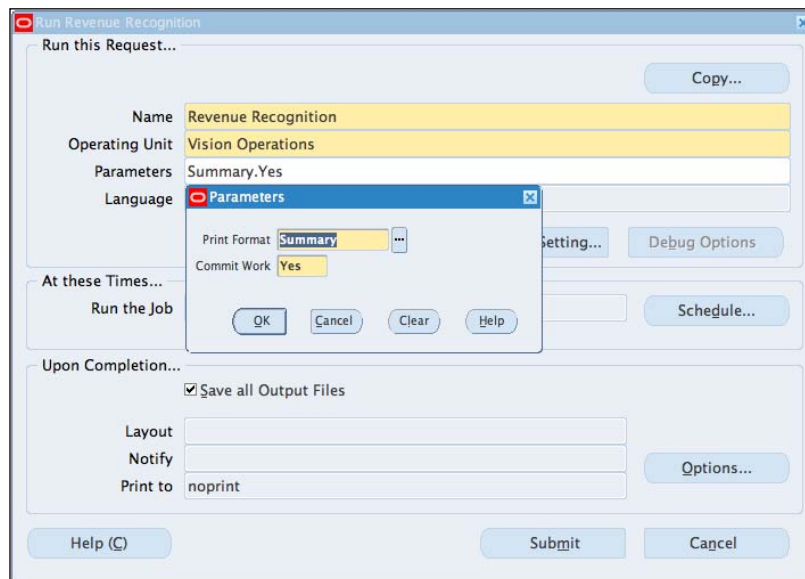 Run Revenue Recognition
Run this Request...
Copy...
Name Revenue Recognition
Operating Unit Vision Operations
Parameters Summary.Yes
Language
Parameters
Print Format Summary ...
Commit Work Yes
OK Cancel Clear Help
Setting... Debug Options
At these Times...
Run the Job
Schedule...
Upon Completion...
Save all Output Files
Layout
Notify
Options...
Print to noprint
Help (C) Submit Cancel